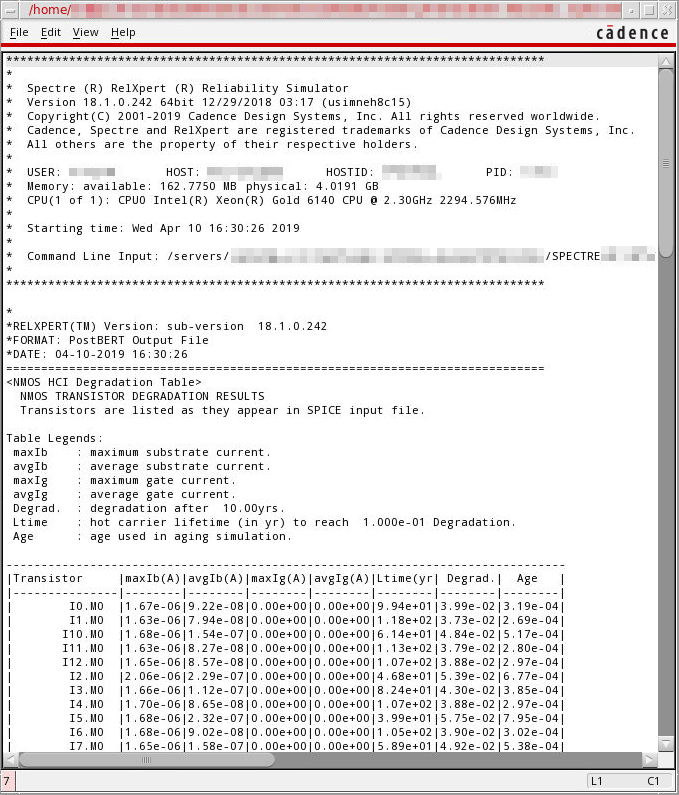 /home/
File Edit View Help
cādence
*****************************************************************************
*
* Spectre (R) RelXpert (R) Reliability Simulator
* Version 18.1.0.242 64bit 12/29/2018 03:17 (usimneh8c15)
* Copyright(C) 2001-2019 Cadence Design Systems, Inc. All rights reserved worldwide.
* Cadence, Spectre and RelXpert are registered trademarks of Cadence Design Systems, Inc.
* All others are the property of their respective holders.
*
* USER: HOST: HOSTID: PID:
* Memory: available: 162.7750 MB physical: 4.0191 GB
* CPU(1 of 1): CPU0 Intel(R) Xeon(R) Gold 6140 CPU @ 2.30GHz 2294.576MHz
*
* Starting time: Wed Apr 10 16:30:26 2019
*
* Command Line Input: /servers/ /SPECTRE
*
*****************************************************************************
*
*RELXPERT(TM) Version: sub-version 18.1.0.242
*FORMAT: PostBERT Output File
*DATE: 04-10-2019 16:30:26
=============================================================================
<NMOS HCI Degradation Table>
NMOS TRANSISTOR DEGRADATION RESULTS
Transistors are listed as they appear in SPICE input file.
Table Legends:
maxIb : maximum substrate current.
avgIb : average substrate current.
maxIg : maximum gate current.
avgIg : average gate current.
Degrad. : degradation after 10.00yrs.
Ltime : hot carrier lifetime (in yr) to reach 1.000e-01 Degradation.
Age : age used in aging simulation.
--------------------------------------------------------------------------------
|Transistor |maxIb(A)|avgIb(A)|maxIg(A)|avgIg(A)|Ltime(yr| Degrad.| Age |
|---------------|--------|--------|--------|--------|--------|--------|--------|
| I0.M0 |1.67e-06|9.22e-08|0.00e+00|0.00e+00|9.94e+01|3.99e-02|3.19e-04|
| I1.M0 |1.63e-06|7.94e-08|0.00e+00|0.00e+00|1.18e+02|3.73e-02|2.69e-04|
| I10.M0 |1.68e-06|1.54e-07|0.00e+00|0.00e+00|6.14e+01|4.84e-02|5.17e-04|
| I11.M0 |1.63e-06|8.27e-08|0.00e+00|0.00e+00|1.13e+02|3.79e-02|2.80e-04|
| I12.M0 |1.65e-06|8.57e-08|0.00e+00|0.00e+00|1.07e+02|3.88e-02|2.97e-04|
| I2.M0 |2.06e-06|2.29e-07|0.00e+00|0.00e+00|4.68e+01|5.39e-02|6.77e-04|
| I3.M0 |1.66e-06|1.12e-07|0.00e+00|0.00e+00|8.24e+01|4.30e-02|3.85e-04|
| I4.M0 |1.70e-06|8.65e-08|0.00e+00|0.00e+00|1.07e+02|3.88e-02|2.97e-04|
| I5.M0 |1.68e-06|2.32e-07|0.00e+00|0.00e+00|3.99e+01|5.75e-02|7.95e-04|
| I6.M0 |1.68e-06|9.02e-08|0.00e+00|0.00e+00|1.05e+02|3.90e-02|3.02e-04|
| I7.M0 |1.65e-06|1.58e-07|0.00e+00|0.00e+00|5.89e+01|4.92e-02|5.38e-04|
7
L1 C1